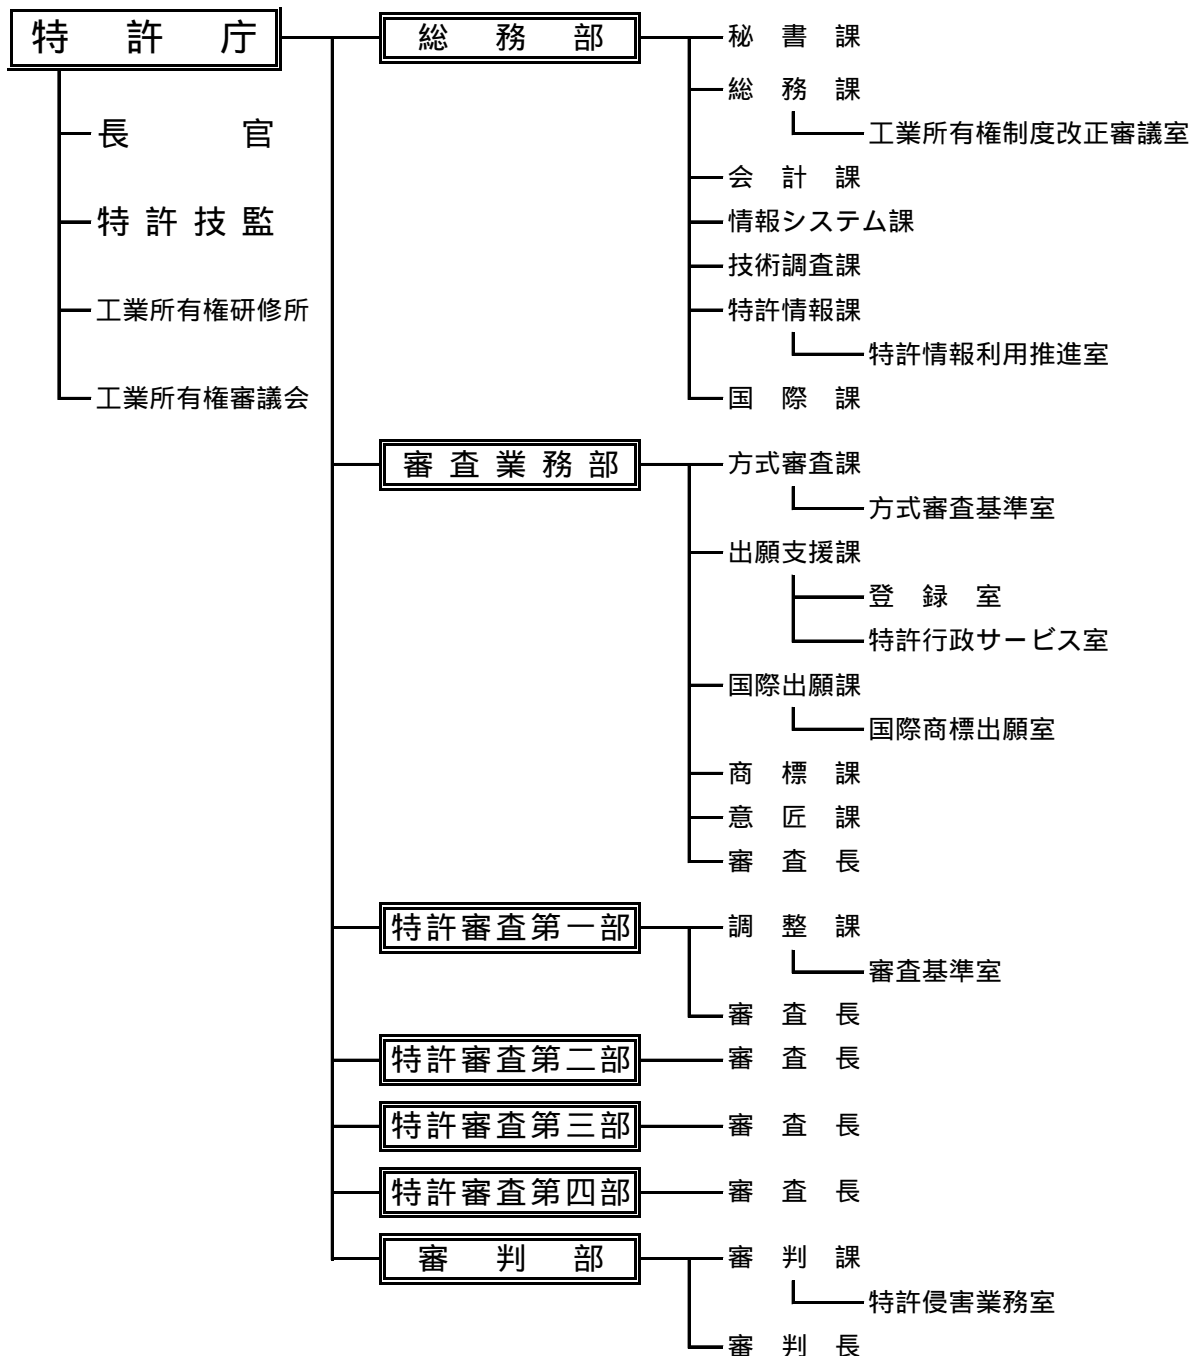 特許庁
長官
特許技監
工業所有権研修所
工業所有権審議会
総務部
秘書課
総務課
工業所有権制度改正審議室
会計課
情報システム課
技術調査課
特許情報課
特許情報利用推進室
国際課
審査業務部
方式審査課
方式審査基準室
出願支援課
登録室
特許行政サービス室
国際出願課
国際商標出願室
商標課
意匠課
審査長
特許審査第一部
調整課
審査基準室
審査長
特許審査第二部
審査長
特許審査第三部
審査長
特許審査第四部
審査長
審判部
審判課
特許侵害業務室
審判長